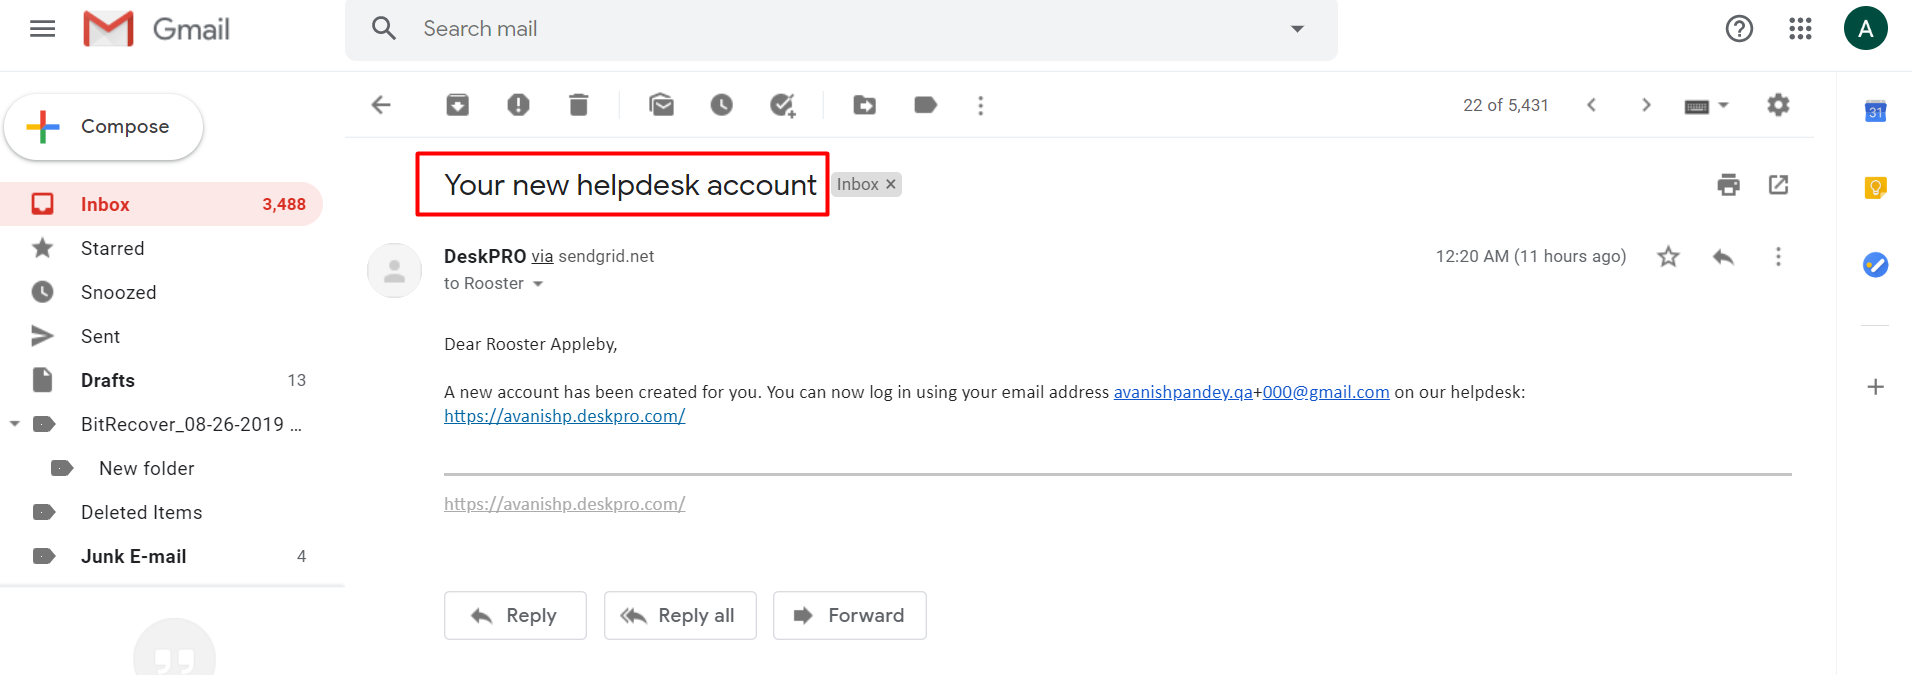 Gmail
Search mail
A
Compose
22 of 5,431
31
Your new helpdesk account
Inbox ×
Inbox 3,488
Starred
Snoozed
Sent
Drafts 13
BitRecover_08-26-2019 ...
New folder
Deleted Items
Junk E-mail 4
DeskPRO via sendgrid.net
12:20 AM (11 hours ago)
to Rooster
Dear Rooster Appleby,
A new account has been created for you. You can now log in using your email address avanishpandey.qa+000@gmail.com on our helpdesk:
https://avanishp.deskpro.com/
https://avanishp.deskpro.com/
Reply
Reply all
Forward